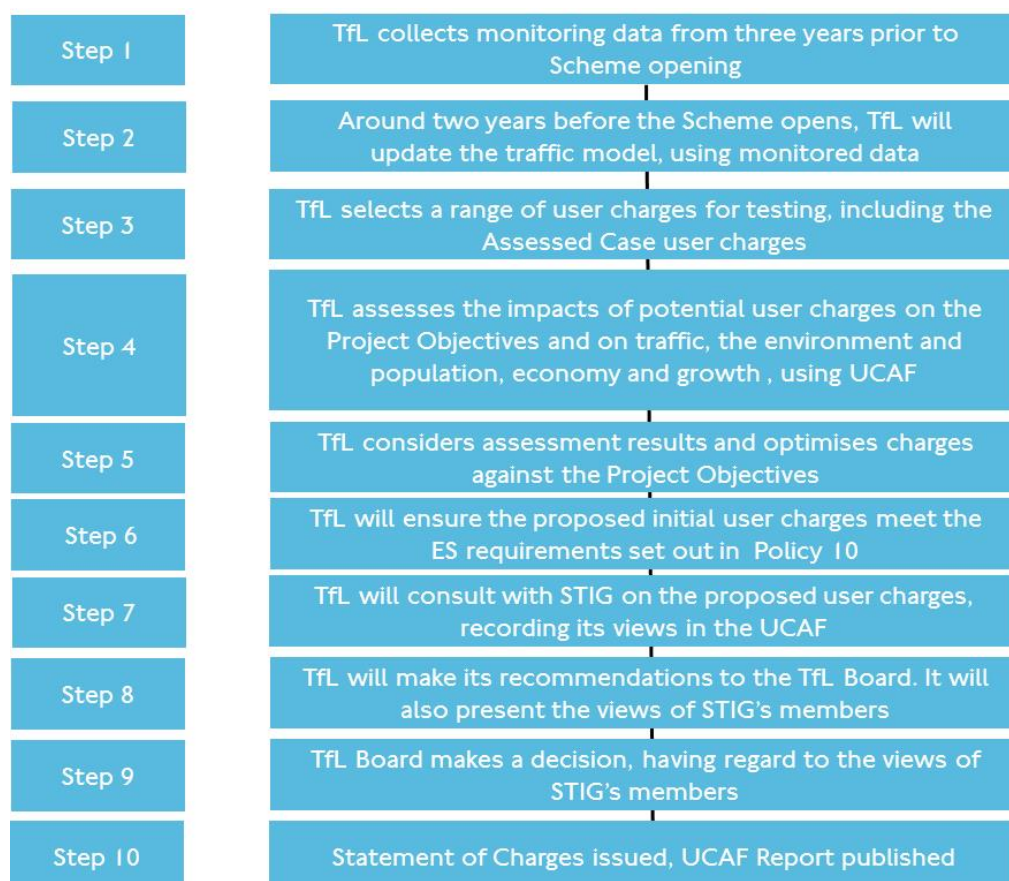 Step 1
TfL collects monitoring data from three years prior to
Scheme opening
Step 2
Around two years before the Scheme opens, TfL will
update the traffic model, using monitored data
Step 3
TfL selects a range of user charges for testing, including the
Assessed Case user charges
Step 4
TfL assesses the impacts of potential user charges on the
Project Objectives and on traffic, the environment and
population, economy and growth , using UCAF
Step 5
TfL considers assessment results and optimises charges
against the Project Objectives
Step 6
TfL will ensure the proposed initial user charges meet the
ES requirements set out in Policy 10
Step 7
TfL will consult with STIG on the proposed user charges,
recording its views in the UCAF
Step 8
TfL will make its recommendations to the TfL Board. It will
also present the views of STIG's members
Step 9
TfL Board makes a decision, having regard to the views of
STIG's members
Step 10
Statement of Charges issued, UCAF Report published